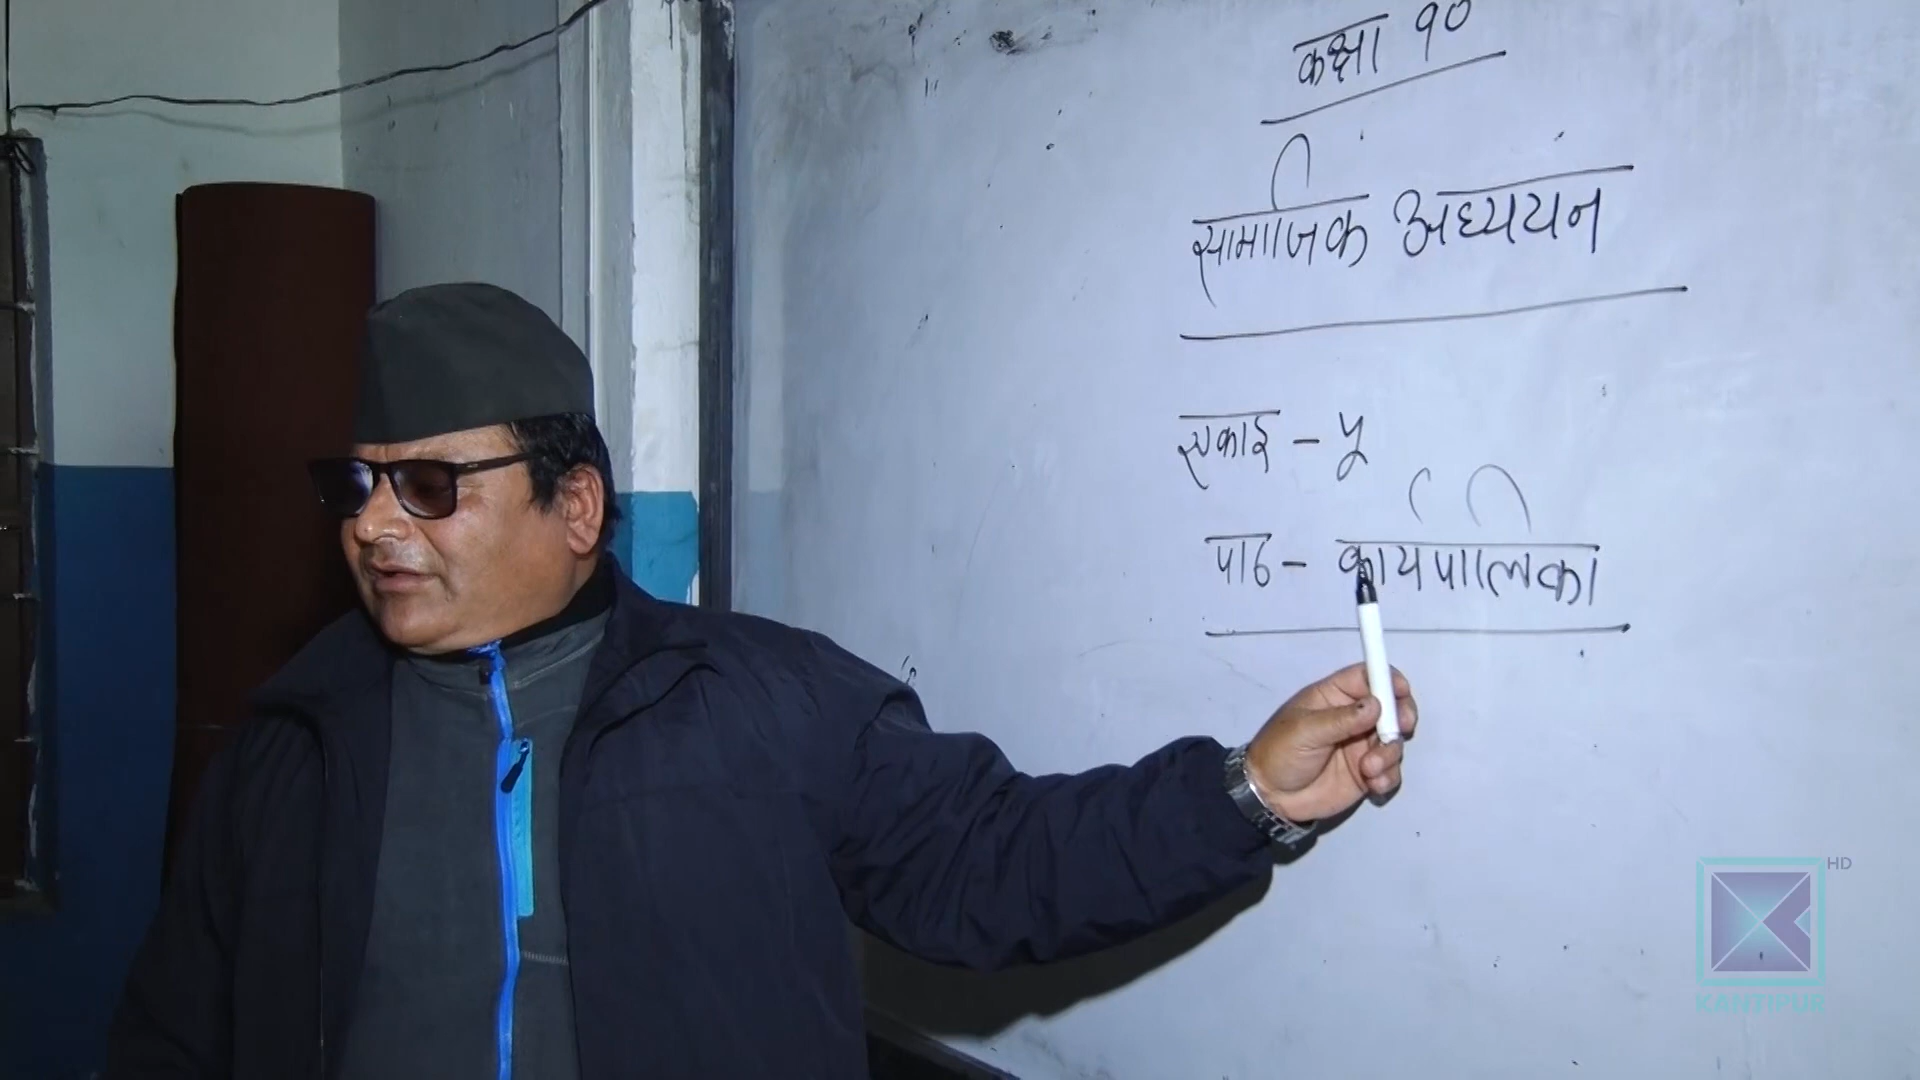 कक्षा १०
सामाजिक अध्ययन
एकाइ - ५
पाठ - कार्यपालिका
HD
KANTIPUR